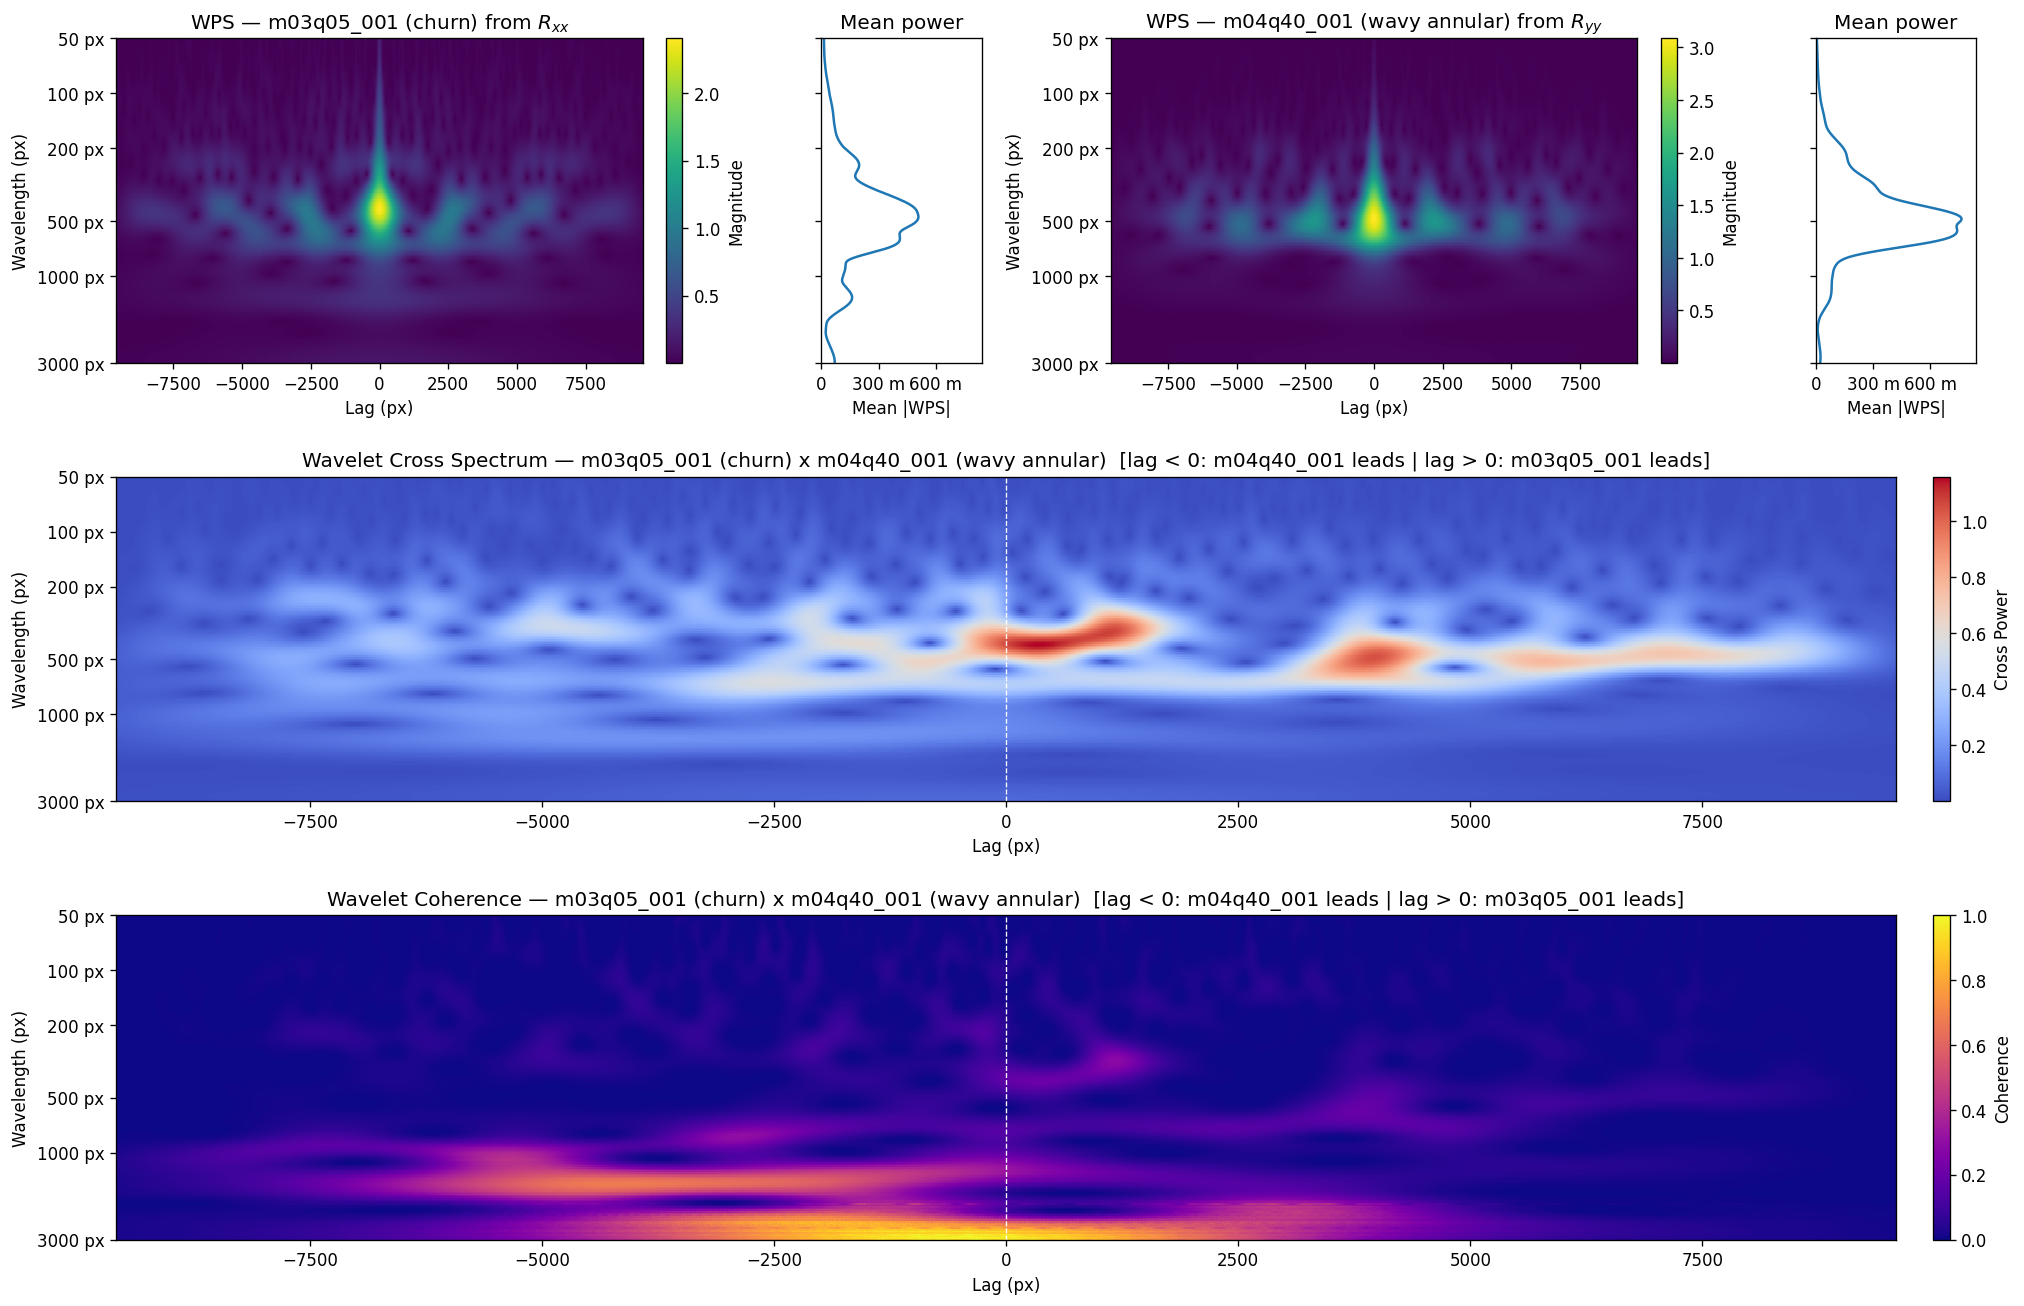 WPS — m03q05_001 (churn) from Rxx
Mean power
WPS — m04q40_001 (wavy annular) from Ryy
Mean power
50 px
100 px
200 px
500 px
1000 px
3000 px
Wavelength (px)
−7500 −5000 −2500 0 2500 5000 7500
Lag (px)
2.0
1.5
1.0
0.5
Magnitude
0 300 m 600 m
Mean |WPS|
50 px
100 px
200 px
500 px
1000 px
3000 px
Wavelength (px)
−7500 −5000 −2500 0 2500 5000 7500
Lag (px)
3.0
2.5
2.0
1.5
1.0
0.5
Magnitude
0 300 m 600 m
Mean |WPS|
Wavelet Cross Spectrum — m03q05_001 (churn) x m04q40_001 (wavy annular)  [lag < 0: m04q40_001 leads | lag > 0: m03q05_001 leads]
50 px
100 px
200 px
500 px
1000 px
3000 px
Wavelength (px)
−7500 −5000 −2500 0 2500 5000 7500
Lag (px)
1.0
0.8
0.6
0.4
0.2
Cross Power
Wavelet Coherence — m03q05_001 (churn) x m04q40_001 (wavy annular)  [lag < 0: m04q40_001 leads | lag > 0: m03q05_001 leads]
50 px
100 px
200 px
500 px
1000 px
3000 px
Wavelength (px)
−7500 −5000 −2500 0 2500 5000 7500
Lag (px)
1.0
0.8
0.6
0.4
0.2
0.0
Coherence